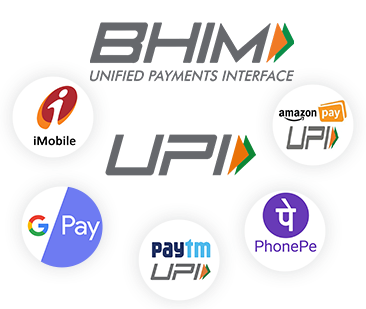 BHIM
UNIFIED PAYMENTS INTERFACE
iMobile
UPI
amazon pay
UPI
G Pay
paytm
UPI
पे
PhonePe